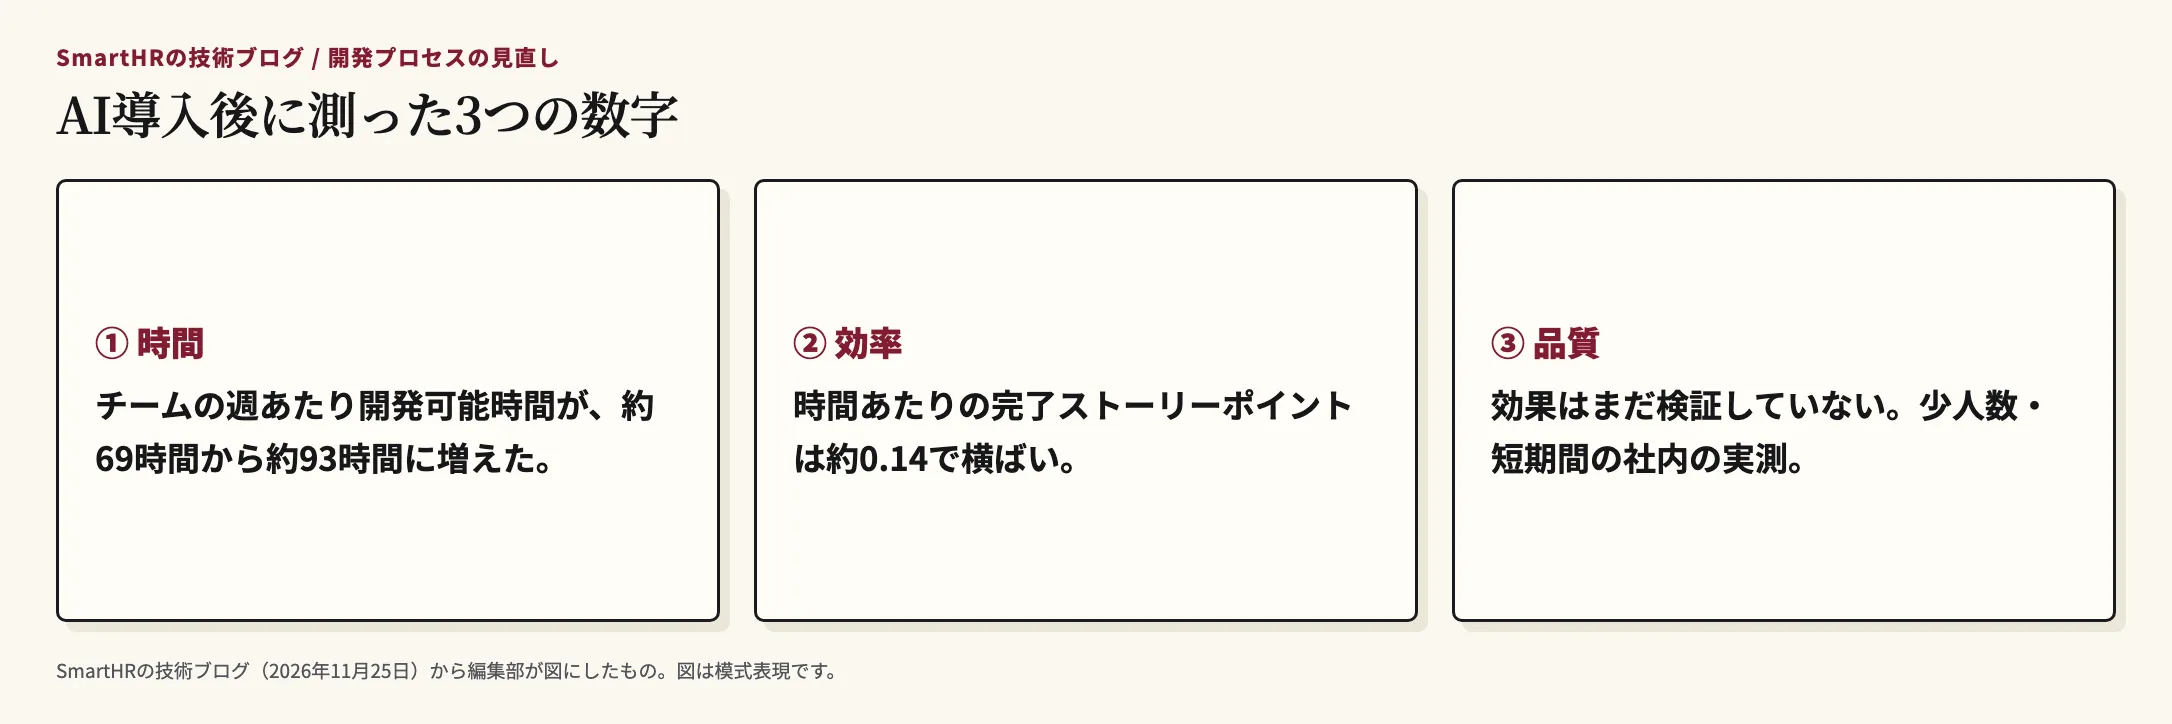 SmartHRの技術ブログ / 開発プロセスの見直し
AI導入後に測った3つの数字
① 時間
チームの週あたり開発可能時間が、約
69時間から約93時間に増えた。
② 効率
時間あたりの完了ストーリーポイント
は約0.14で横ばい。
③ 品質
効果はまだ検証していない。少人数・
短期間の社内の実測。
SmartHRの技術ブログ（2026年11月25日）から編集部が図にしたもの。図は模式表現です。